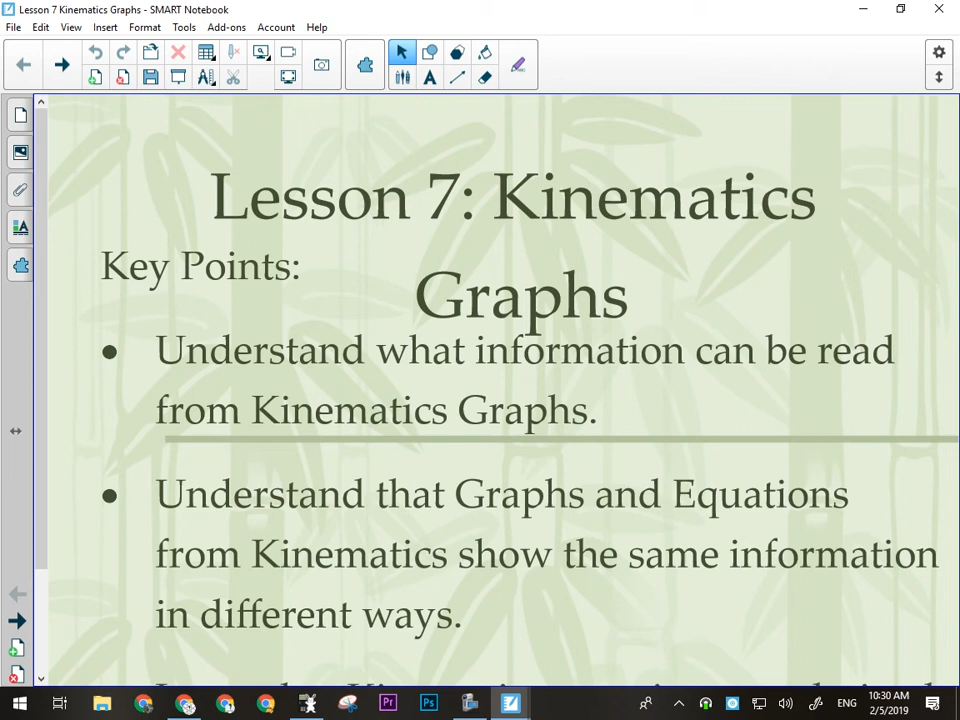 Lesson 7 Kinematics Graphs - SMART Notebook
File Edit View Insert Format Tools Add-ons Account Help
Lesson 7: Kinematics
Key Points:
Graphs
• Understand what information can be read
from Kinematics Graphs.
• Understand that Graphs and Equations
from Kinematics show the same information
in different ways.
ENG
10:30 AM
2/5/2019